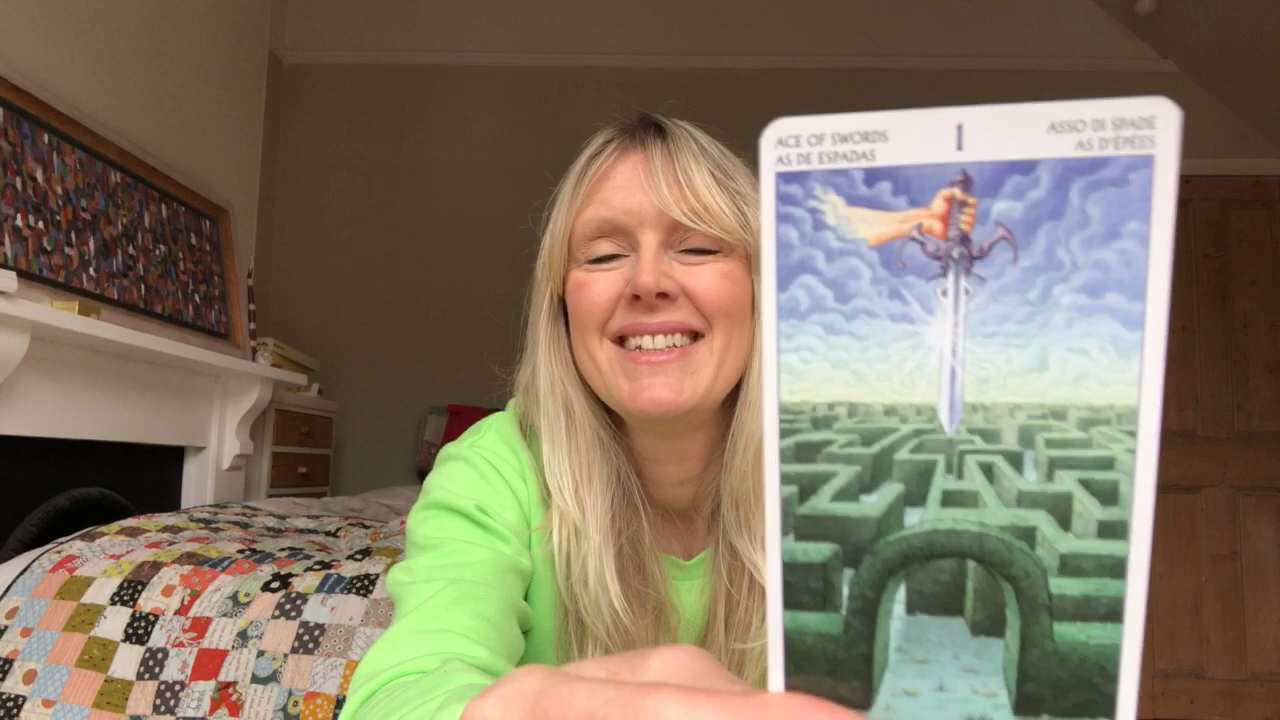 ACE OF SWORDS
AS DE ESPADAS
I
ASSO DI SPADE
AS D'ÉPÉES